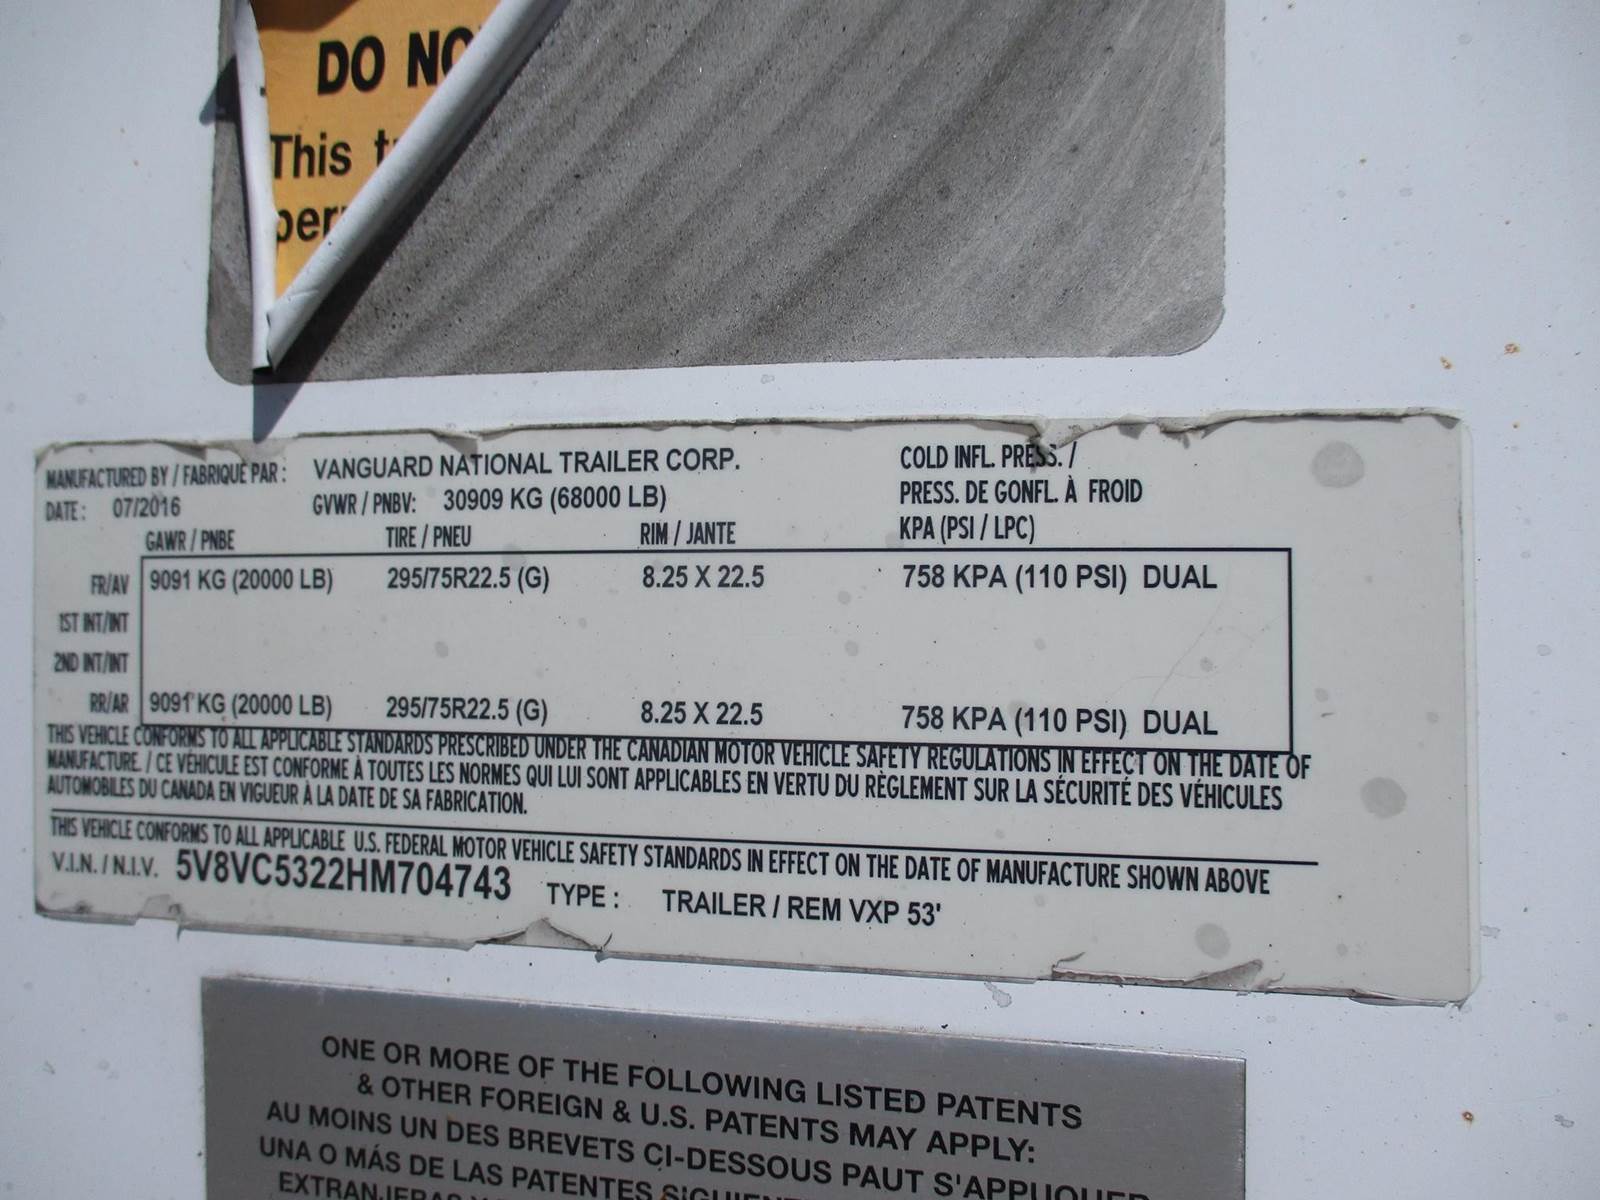 DO NO
This
per
MANUFACTURED BY / FABRIQUÉ PAR : VANGUARD NATIONAL TRAILER CORP.
DATE : 07/2016 GVWR / PNBV: 30909 KG (68000 LB)
COLD INFL. PRESS. /
PRESS. DE GONFL. À FROID
GAWR / PNBE TIRE / PNEU RIM / JANTE KPA (PSI / LPC)
FR/AV 9091 KG (20000 LB) 295/75R22.5 (G) 8.25 X 22.5 758 KPA (110 PSI) DUAL
1ST INT/INT
2ND INT/INT
RR/AR 9091 KG (20000 LB) 295/75R22.5 (G) 8.25 X 22.5 758 KPA (110 PSI) DUAL
THIS VEHICLE CONFORMS TO ALL APPLICABLE STANDARDS PRESCRIBED UNDER THE CANADIAN MOTOR VEHICLE SAFETY REGULATIONS IN EFFECT ON THE DATE OF
MANUFACTURE. / CE VÉHICULE EST CONFORME À TOUTES LES NORMES QUI LUI SONT APPLICABLES EN VERTU DU RÈGLEMENT SUR LA SÉCURITÉ DES VÉHICULES
AUTOMOBILES DU CANADA EN VIGUEUR À LA DATE DE SA FABRICATION.
THIS VEHICLE CONFORMS TO ALL APPLICABLE U.S. FEDERAL MOTOR VEHICLE SAFETY STANDARDS IN EFFECT ON THE DATE OF MANUFACTURE SHOWN ABOVE
V.I.N. / N.I.V. 5V8VC5322HM704743 TYPE : TRAILER / REM VXP 53'
ONE OR MORE OF THE FOLLOWING LISTED PATENTS
& OTHER FOREIGN & U.S. PATENTS MAY APPLY:
AU MOINS UN DES BREVETS CI-DESSOUS PAUT S'APPLIQUER
UNA O MÁS DE LAS PATENTES
EXTRANJERAS